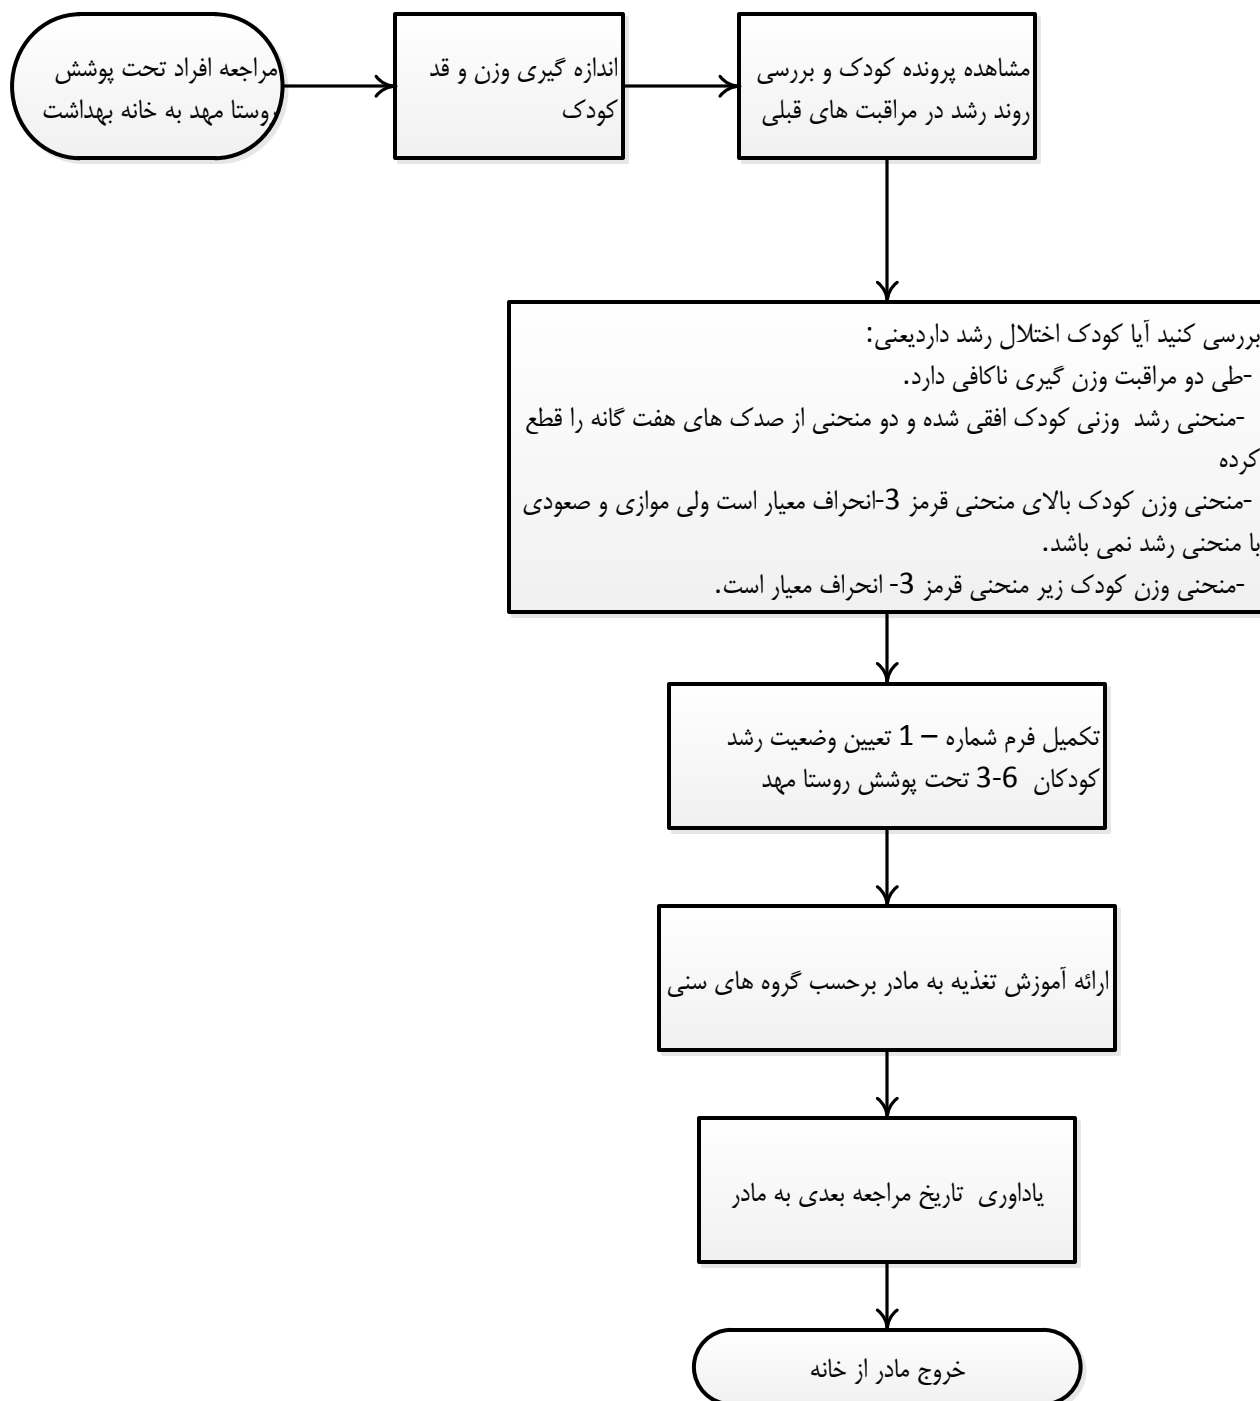 مراجعه افراد تحت پوشش
روستا مهد به خانه بهداشت
اندازه گیری وزن و قد
کودک
مشاهده پرونده کودک و بررسی
روند رشد در مراقبت های قبلی
بررسی کنید آیا کودک اختلال رشد داردیعنی:
-طی دو مراقبت وزن گیری ناکافی دارد.
-منحنی رشد وزنی کودک افقی شده و دو منحنی از صدک های هفت گانه را قطع
کرده
-منحنی وزن کودک بالای منحنی قرمز 3-انحراف معیار است ولی موازی و صعودی
با منحنی رشد نمی باشد.
-منحنی وزن کودک زیر منحنی قرمز 3- انحراف معیار است.
تکمیل فرم شماره – 1 تعیین وضعیت رشد
کودکان 6-3 تحت پوشش روستا مهد
ارائه آموزش تغذیه به مادر برحسب گروه های سنی
یاداوری تاریخ مراجعه بعدی به مادر
خروج مادر از خانه